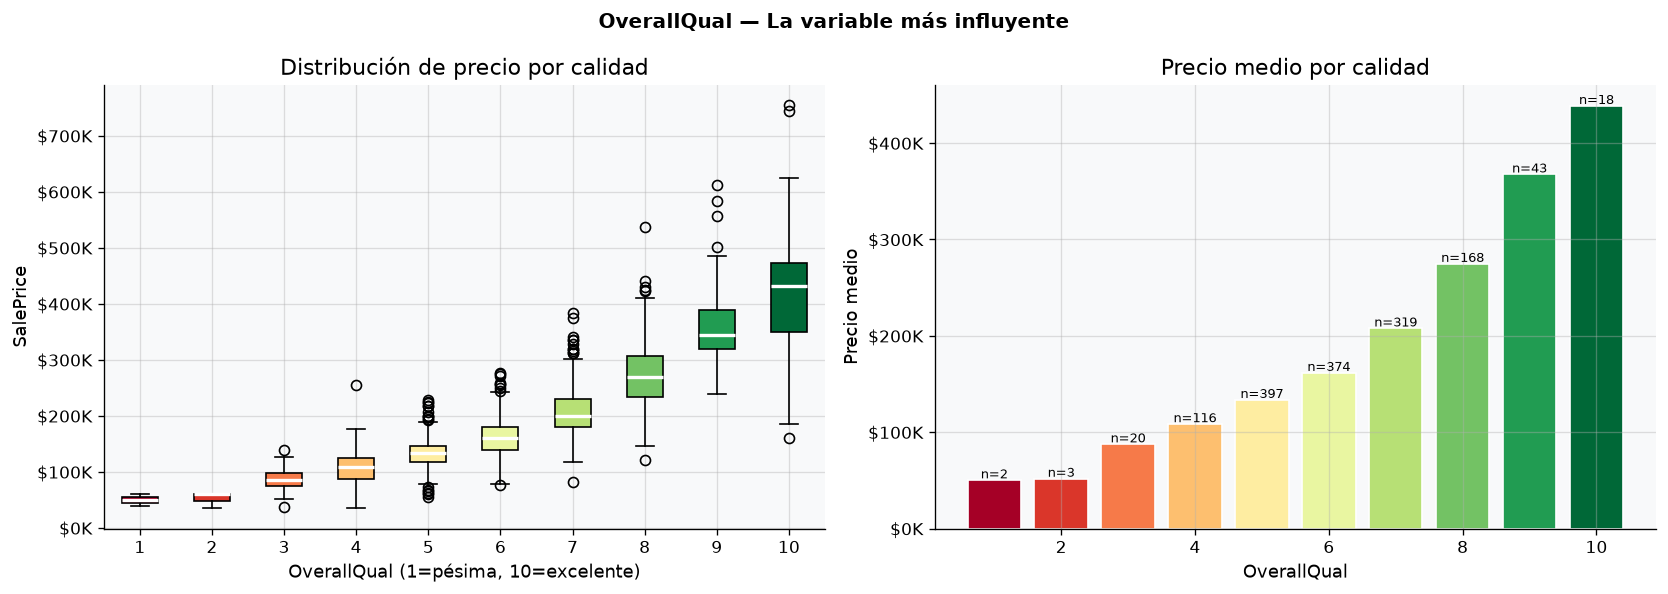 OverallQual — La variable más influyente
Distribución de precio por calidad
$700K
$600K
$500K
$400K
$300K
$200K
$100K
$0K
SalePrice
1 2 3 4 5 6 7 8 9 10
OverallQual (1=pésima, 10=excelente)
Precio medio por calidad
$400K
$300K
$200K
$100K
$0K
Precio medio
n=2
n=3
n=20
n=116
n=397
n=374
n=319
n=168
n=43
n=18
2 4 6 8 10
OverallQual